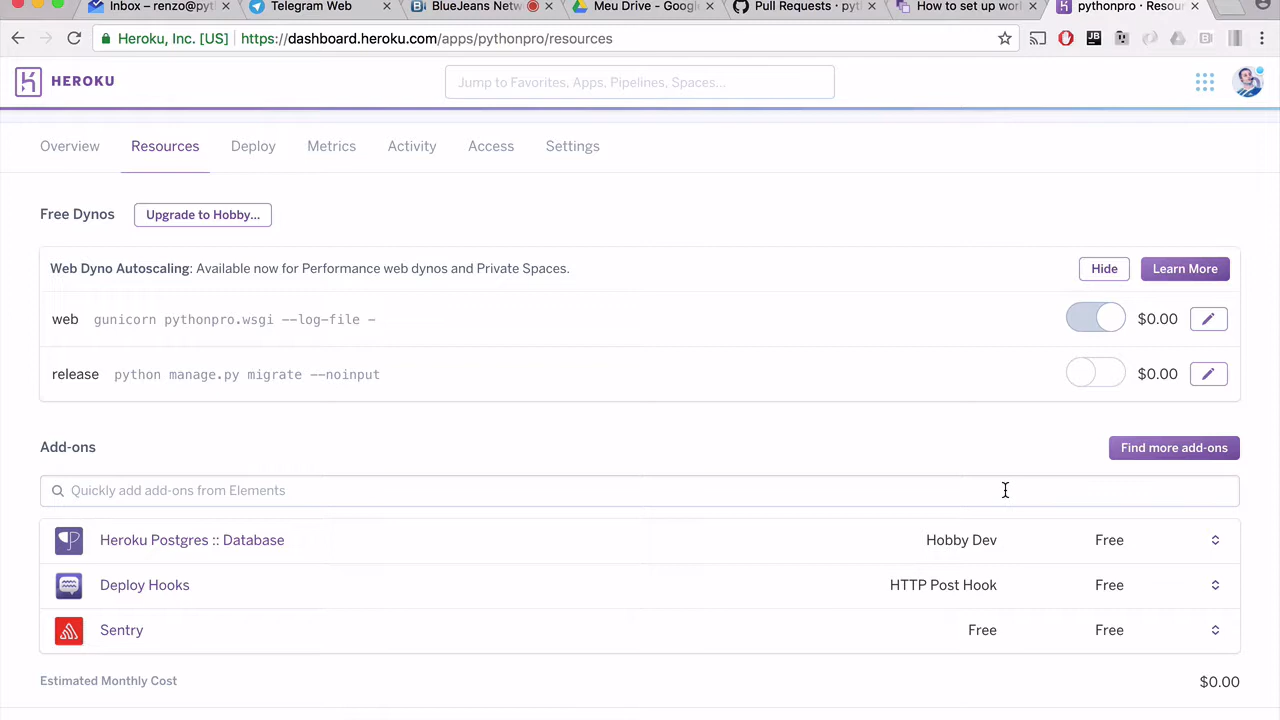 Inbox – renzo@pyt
Telegram Web
BlueJeans Netw
Meu Drive - Goog
Pull Requests · pyth
How to set up work
pythonpro · Resour
Heroku, Inc. [US]
https://dashboard.heroku.com/apps/pythonpro/resources
HEROKU
Jump to Favorites, Apps, Pipelines, Spaces...
Overview
Resources
Deploy
Metrics
Activity
Access
Settings
Free Dynos
Upgrade to Hobby...
Web Dyno Autoscaling: Available now for Performance web dynos and Private Spaces.
Hide
Learn More
web gunicorn pythonpro.wsgi --log-file -
$0.00
release python manage.py migrate --noinput
$0.00
Add-ons
Find more add-ons
Quickly add add-ons from Elements
Heroku Postgres :: Database
Hobby Dev
Free
Deploy Hooks
HTTP Post Hook
Free
Sentry
Free
Free
Estimated Monthly Cost
$0.00